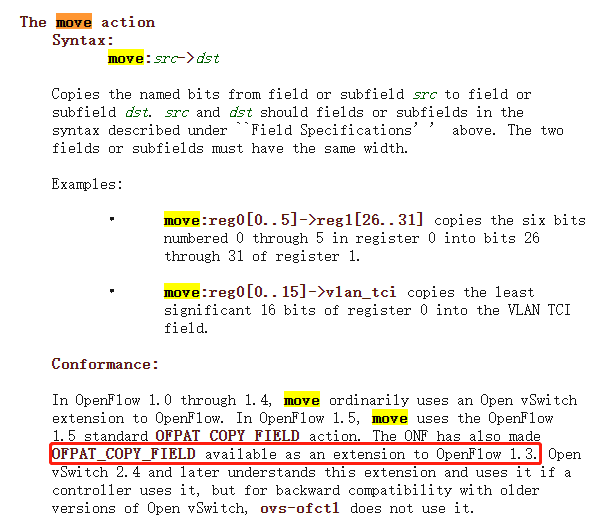 The move action
Syntax:
move:src->dst
Copies the named bits from field or subfield src to field or
subfield dst. src and dst should fields or subfields in the
syntax described under ``Field Specifications'' above. The two
fields or subfields must have the same width.
Examples:
• move:reg0[0..5]->reg1[26..31] copies the six bits
numbered 0 through 5 in register 0 into bits 26
through 31 of register 1.
• move:reg0[0..15]->vlan_tci copies the least
significant 16 bits of register 0 into the VLAN TCI
field.
Conformance:
In OpenFlow 1.0 through 1.4, move ordinarily uses an Open vSwitch
extension to OpenFlow. In OpenFlow 1.5, move uses the OpenFlow
1.5 standard OFPAT_COPY_FIELD action. The ONF has also made
OFPAT_COPY_FIELD available as an extension to OpenFlow 1.3. Open
vSwitch 2.4 and later understands this extension and uses it if a
controller uses it, but for backward compatibility with older
versions of Open vSwitch, ovs-ofctl does not use it.